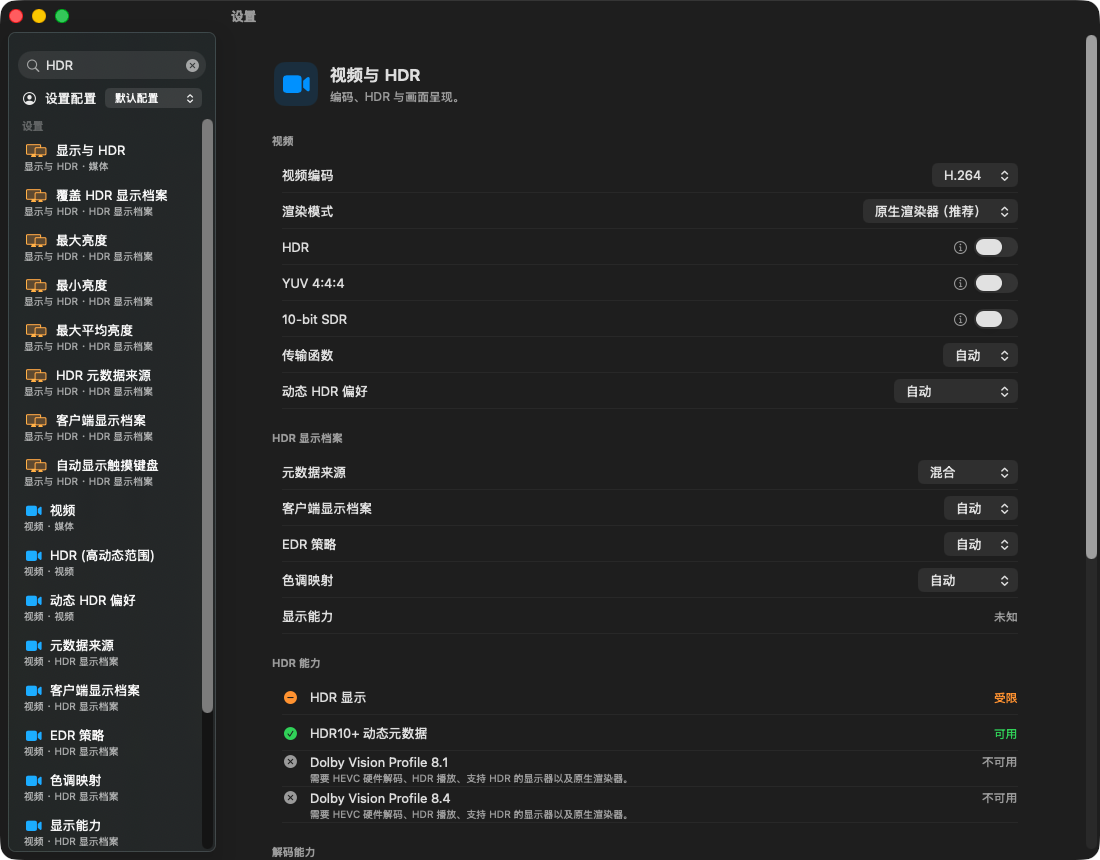 设置
HDR
设置配置 默认配置
设置
显示与 HDR
显示与 HDR · 媒体
覆盖 HDR 显示档案
显示与 HDR · HDR 显示档案
最大亮度
显示与 HDR · HDR 显示档案
最小亮度
显示与 HDR · HDR 显示档案
最大平均亮度
显示与 HDR · HDR 显示档案
HDR 元数据来源
显示与 HDR · HDR 显示档案
客户端显示档案
显示与 HDR · HDR 显示档案
自动显示触摸键盘
显示与 HDR · HDR 显示档案
视频
视频 · 媒体
HDR (高动态范围)
视频 · 视频
动态 HDR 偏好
视频 · 视频
元数据来源
视频 · HDR 显示档案
客户端显示档案
视频 · HDR 显示档案
EDR 策略
视频 · HDR 显示档案
色调映射
视频 · HDR 显示档案
显示能力
视频 · HDR 显示档案
视频与 HDR
编码、HDR 与画面呈现。
视频
视频编码 H.264
渲染模式 原生渲染器 (推荐)
HDR
YUV 4:4:4
10-bit SDR
传输函数 自动
动态 HDR 偏好 自动
HDR 显示档案
元数据来源 混合
客户端显示档案 自动
EDR 策略 自动
色调映射 自动
显示能力 未知
HDR 能力
HDR 显示 受限
HDR10+ 动态元数据 可用
Dolby Vision Profile 8.1 不可用
需要 HEVC 硬件解码、HDR 播放、支持 HDR 的显示器以及原生渲染器。
Dolby Vision Profile 8.4 不可用
需要 HEVC 硬件解码、HDR 播放、支持 HDR 的显示器以及原生渲染器。
解码能力